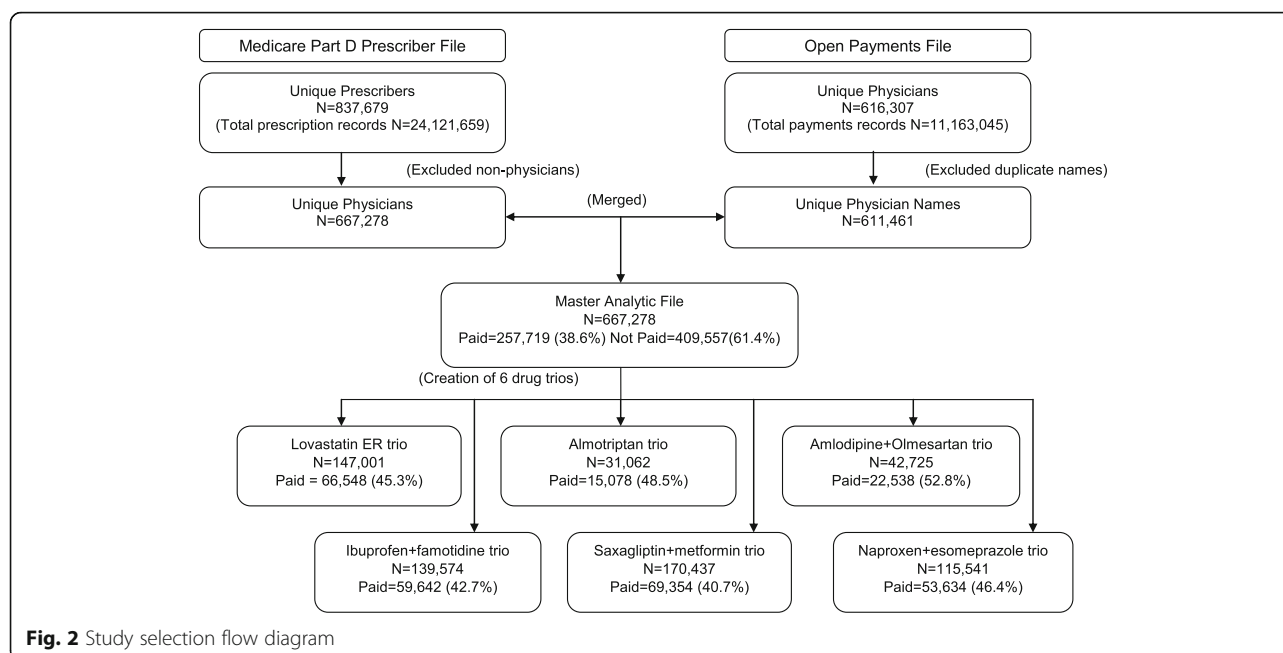 Medicare Part D Prescriber File
Open Payments File
Unique Prescribers
N=837,679
(Total prescription records N=24,121,659)
Unique Physicians
N=616,307
(Total payments records N=11,163,045)
(Excluded non-physicians)
(Excluded duplicate names)
Unique Physicians
N=667,278
(Merged)
Unique Physician Names
N=611,461
Master Analytic File
N=667,278
Paid=257,719 (38.6%) Not Paid=409,557(61.4%)
(Creation of 6 drug trios)
Lovastatin ER trio
N=147,001
Paid = 66,548 (45.3%)
Almotriptan trio
N=31,062
Paid=15,078 (48.5%)
Amlodipine+Olmesartan trio
N=42,725
Paid=22,538 (52.8%)
Ibuprofen+famotidine trio
N=139,574
Paid=59,642 (42.7%)
Saxagliptin+metformin trio
N=170,437
Paid=69,354 (40.7%)
Naproxen+esomeprazole trio
N=115,541
Paid=53,634 (46.4%)
Fig. 2 Study selection flow diagram